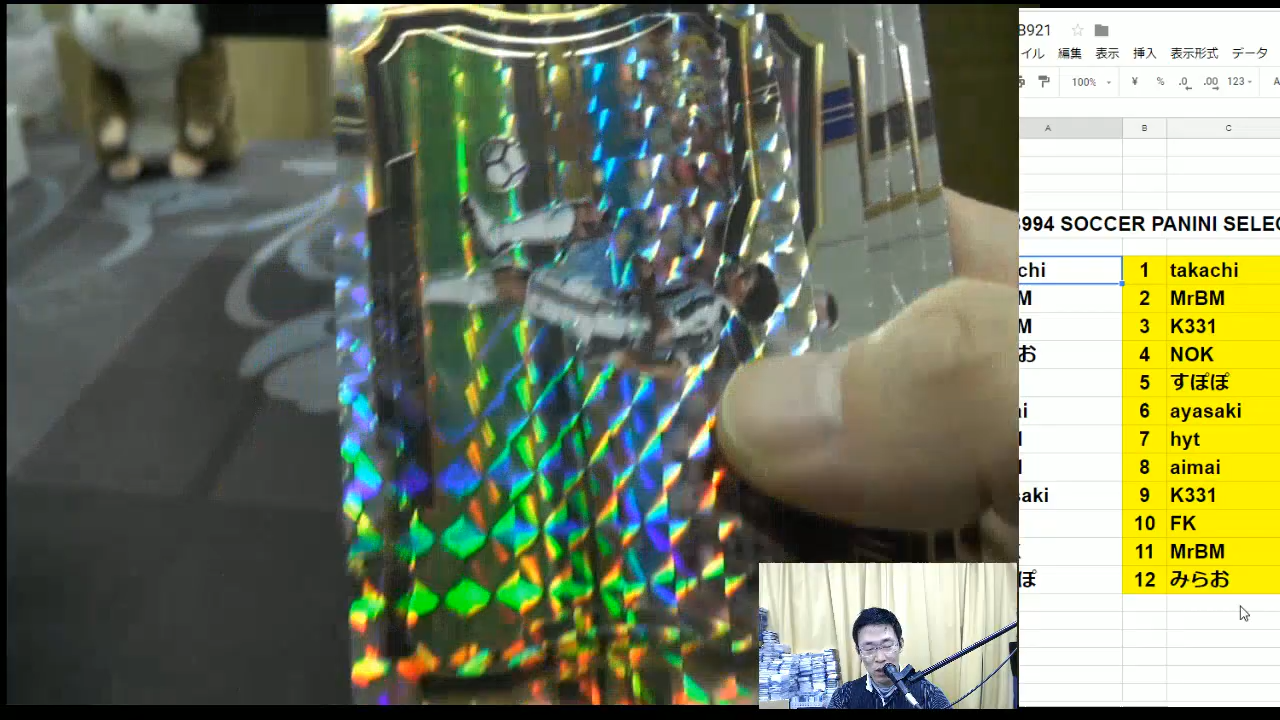 B921
イル 編集 表示 挿入 表示形式 データ
100% ¥ % .0 .00 123
A B C
994 SOCCER PANINI SELEC
chi 1 takachi
M 2 MrBM
M 3 K331
お 4 NOK
5 すぽぽ
ai 6 ayasaki
7 hyt
8 aimai
saki 9 K331
10 FK
11 MrBM
ぽ 12 みらお